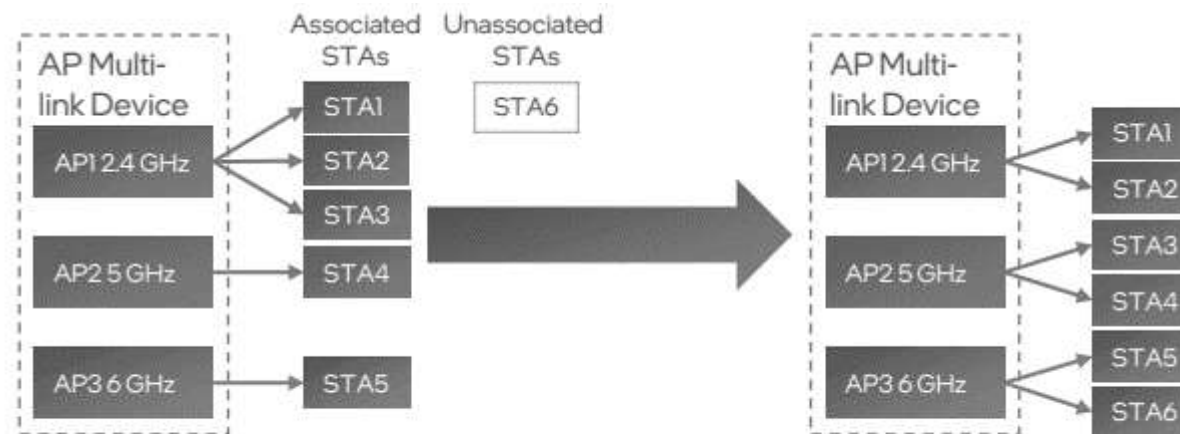 Associated Unassociated
STAs STAs
AP Multi-
link Device
STA1
STA6
AP1 2.4 GHz
STA2
STA3
AP2 5 GHz
STA4
AP3 6 GHz
STA5
AP Multi-
link Device
AP1 2.4 GHz
STA1
STA2
AP2 5 GHz
STA3
STA4
AP3 6 GHz
STA5
STA6